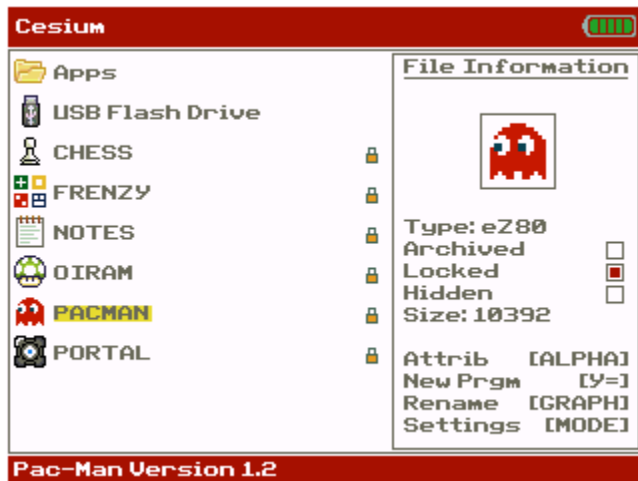 Cesium
Apps
USB Flash Drive
CHESS
FRENZY
NOTES
OIRAM
PACMAN
PORTAL
File Information
Type: eZ80
Archived
Locked
Hidden
Size: 10392
Attrib [ALPHA]
New Prgm [Y=]
Rename [GRAPH]
Settings [MODE]
Pac-Man Version 1.2